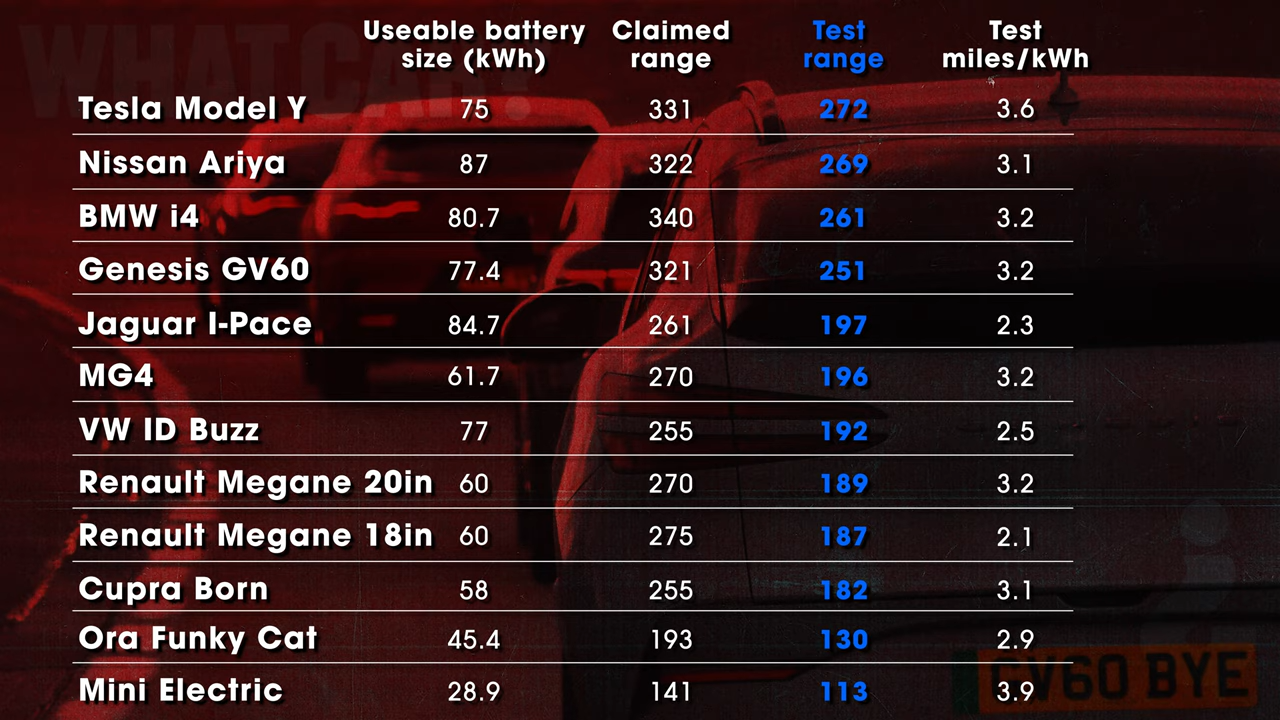 WHATCAR?
Useable battery size (kWh) Claimed range Test range Test miles/kWh
Tesla Model Y 75 331 272 3.6
Nissan Ariya 87 322 269 3.1
BMW i4 80.7 340 261 3.2
Genesis GV60 77.4 321 251 3.2
Jaguar I-Pace 84.7 261 197 2.3
MG4 61.7 270 196 3.2
VW ID Buzz 77 255 192 2.5
Renault Megane 20in 60 270 189 3.2
Renault Megane 18in 60 275 187 2.1
Cupra Born 58 255 182 3.1
Ora Funky Cat 45.4 193 130 2.9
Mini Electric 28.9 141 113 3.9
GV60 BYE